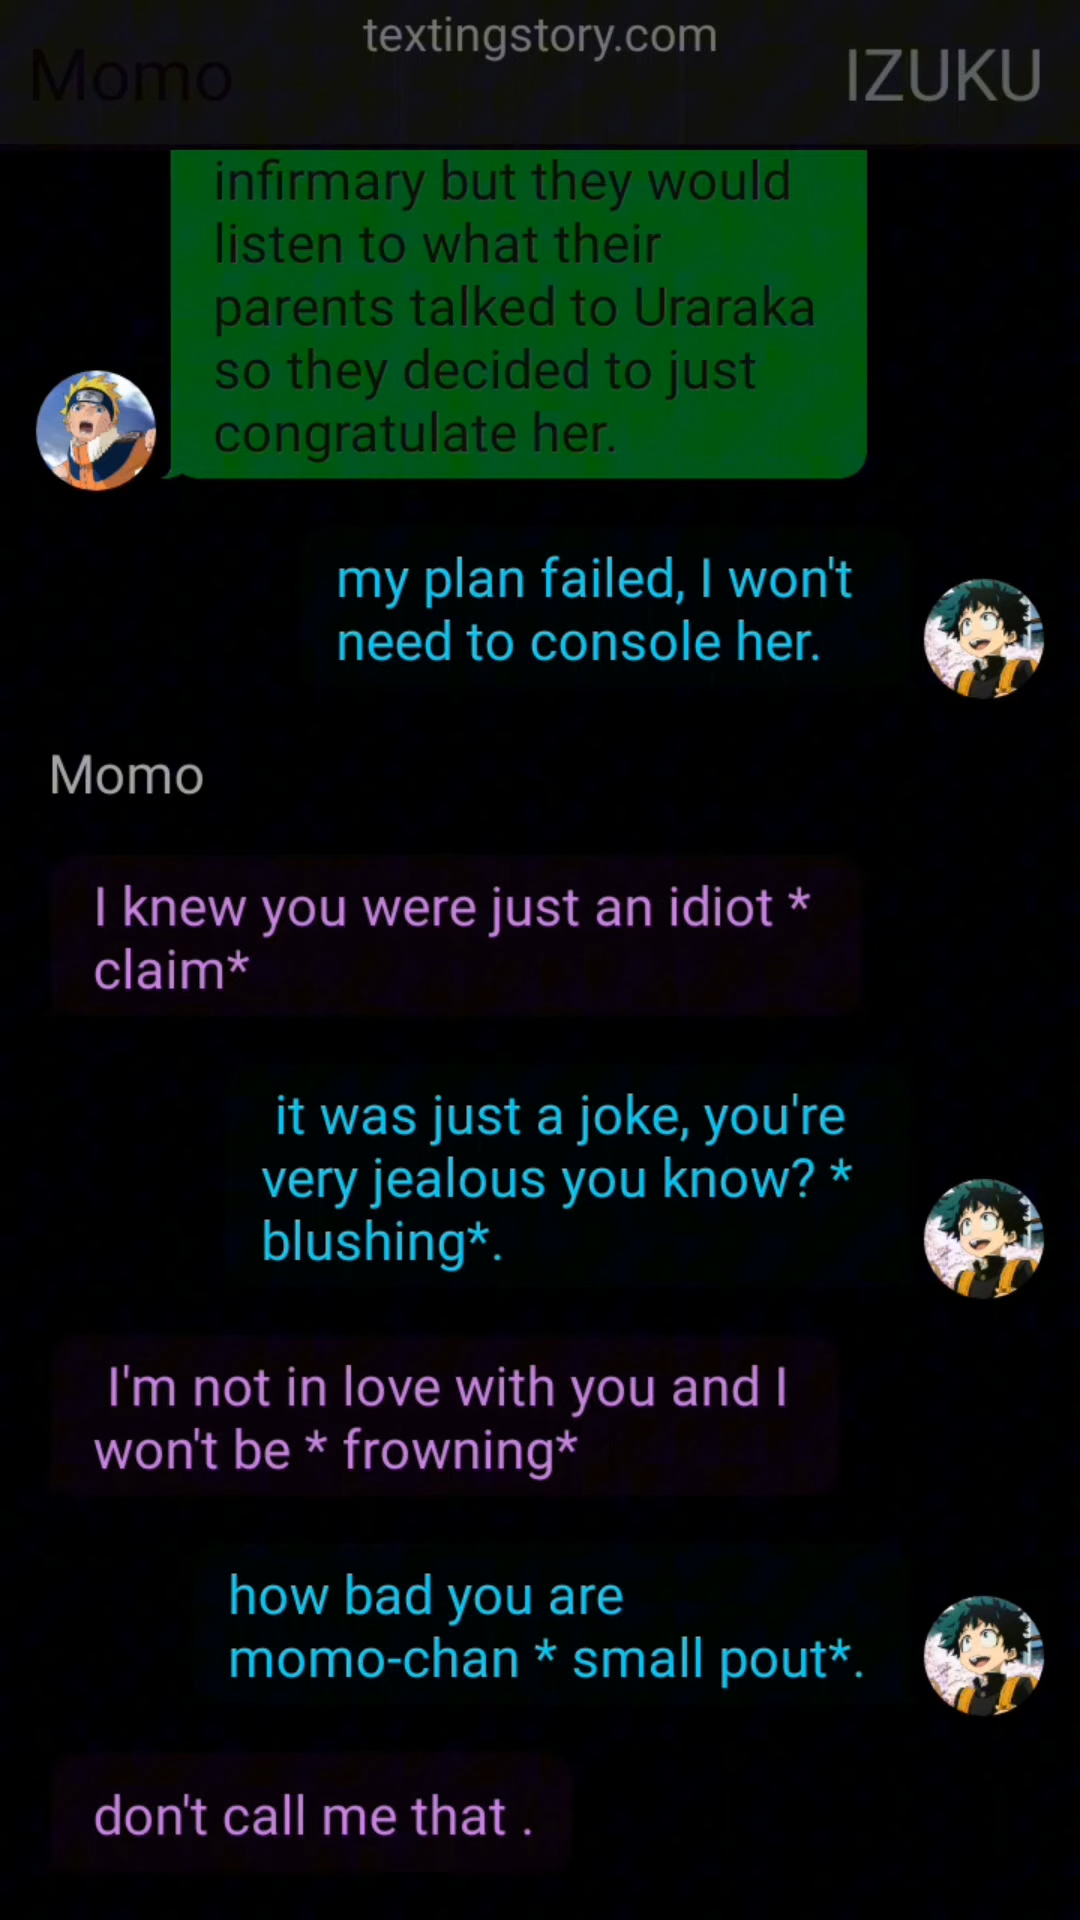 textingstory.com
Momo
IZUKU
infirmary but they would
listen to what their
parents talked to Uraraka
so they decided to just
congratulate her.
my plan failed, I won't
need to console her.
Momo
I knew you were just an idiot *
claim*
it was just a joke, you're
very jealous you know? *
blushing*.
I'm not in love with you and I
won't be * frowning*
how bad you are
momo-chan * small pout*.
don't call me that .